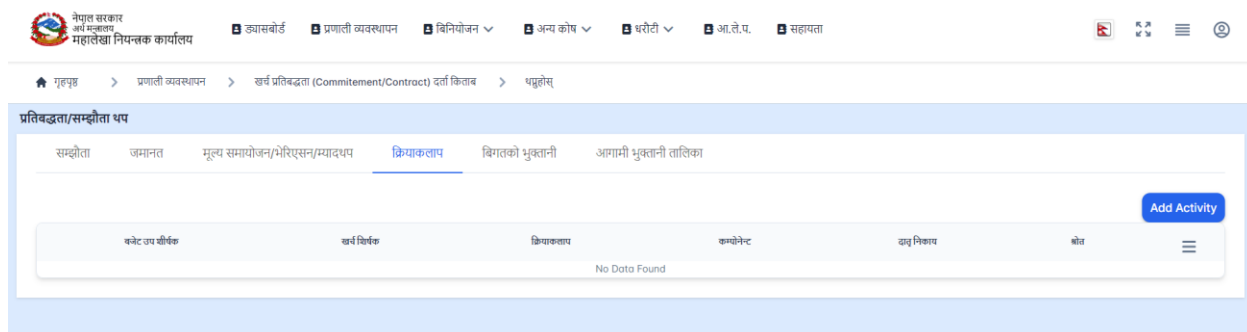 नेपाल सरकार
अर्थ मन्त्रालय
महालेखा नियन्त्रक कार्यालय
ड्यासबोर्ड प्रणाली व्यवस्थापन बिनियोजन अन्य कोष धरौटी आ.ले.प. सहायता
गृहपृष्ठ > प्रणाली व्यवस्थापन > खर्च प्रतिबद्धता (Commitement/Contract) दर्ता किताब > थप्नुहोस्
प्रतिबद्धता/सम्झौता थप
सम्झौता जमानत मूल्य समायोजन/भेरिएसन/म्यादथप क्रियाकलाप बिगतको भुक्तानी आगामी भुक्तानी तालिका
Add Activity
बजेट उप शीर्षक खर्च शिर्षक क्रियाकलाप कम्पोनेन्ट दातृ निकाय श्रोत
No Data Found